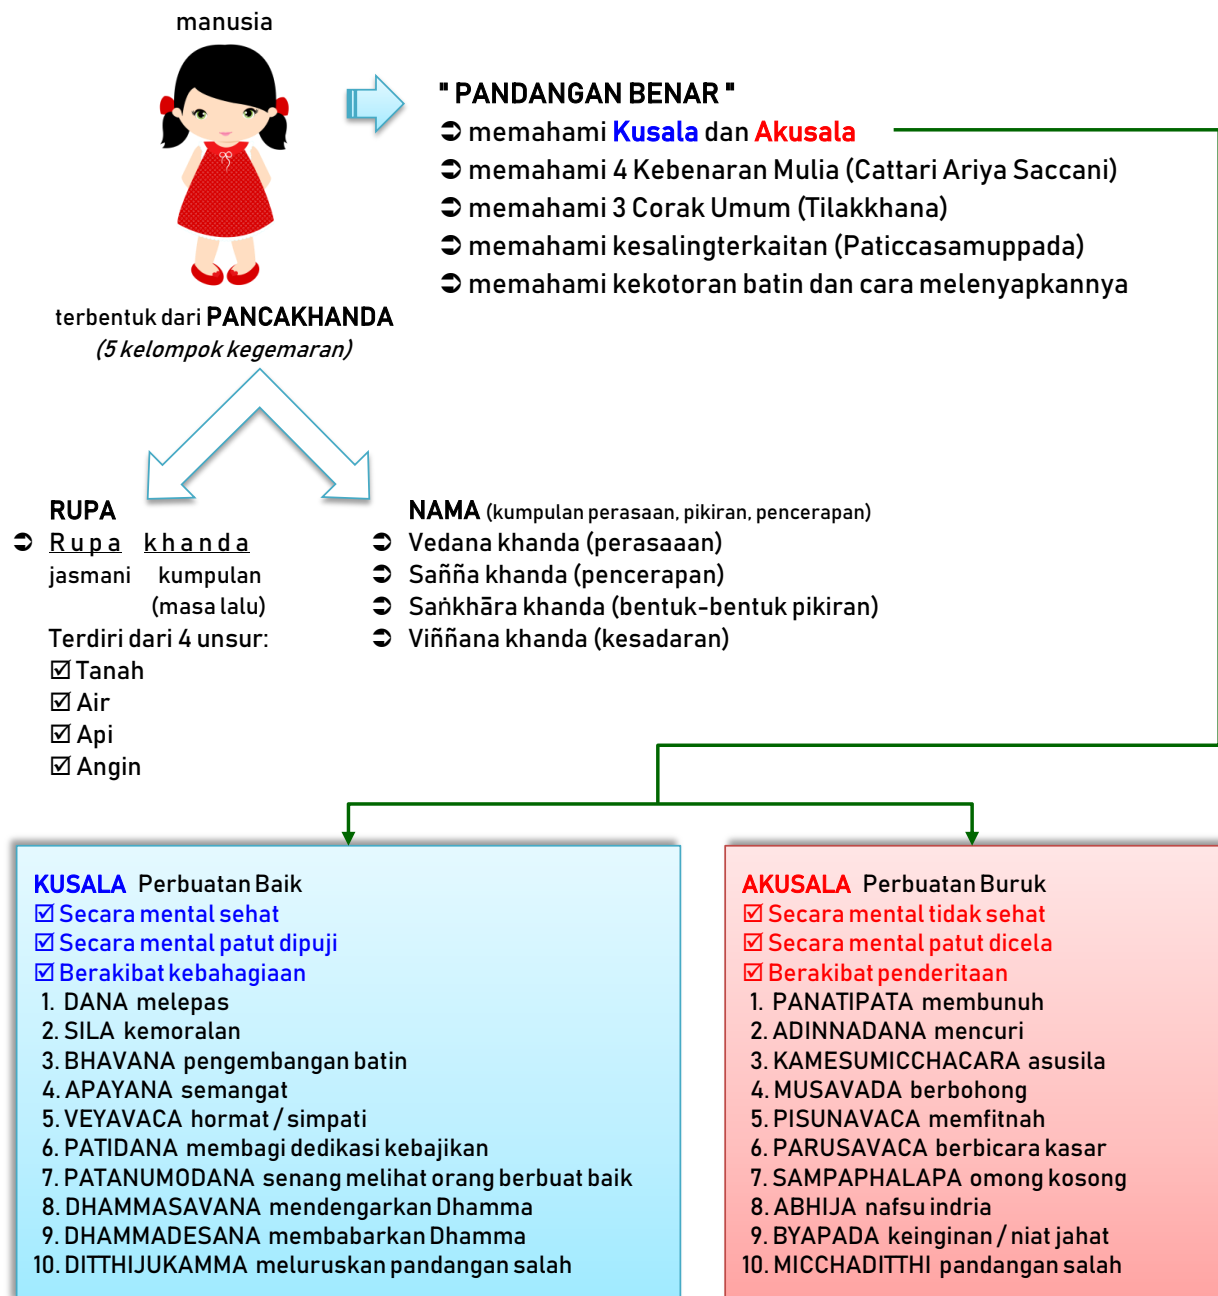 manusia
" PANDANGAN BENAR "
➲ memahami Kusala dan Akusala
➲ memahami 4 Kebenaran Mulia (Cattari Ariya Saccani)
➲ memahami 3 Corak Umum (Tilakkhana)
➲ memahami kesalingterkaitan (Paticcasamuppada)
➲ memahami kekotoran batin dan cara melenyapkannya
terbentuk dari PANCAKHANDA
(5 kelompok kegemaran)
RUPA
➲ Rupa khanda
jasmani kumpulan
(masa lalu)
Terdiri dari 4 unsur:
☑ Tanah
☑ Air
☑ Api
☑ Angin
NAMA (kumpulan perasaan, pikiran, pencerapan)
➲ Vedana khanda (perasaaan)
➲ Sañña khanda (pencerapan)
➲ Saṅkhāra khanda (bentuk-bentuk pikiran)
➲ Viññana khanda (kesadaran)
KUSALA Perbuatan Baik
☑ Secara mental sehat
☑ Secara mental patut dipuji
☑ Berakibat kebahagiaan
1. DANA melepas
2. SILA kemoralan
3. BHAVANA pengembangan batin
4. APAYANA semangat
5. VEYAVACA hormat / simpati
6. PATIDANA membagi dedikasi kebajikan
7. PATANUMODANA senang melihat orang berbuat baik
8. DHAMMASAVANA mendengarkan Dhamma
9. DHAMMADESANA membabarkan Dhamma
10. DITTHIJUKAMMA meluruskan pandangan salah
AKUSALA Perbuatan Buruk
☑ Secara mental tidak sehat
☑ Secara mental patut dicela
☑ Berakibat penderitaan
1. PANATIPATA membunuh
2. ADINNADANA mencuri
3. KAMESUMICCHACARA asusila
4. MUSAVADA berbohong
5. PISUNAVACA memfitnah
6. PARUSAVACA berbicara kasar
7. SAMPAPHALAPA omong kosong
8. ABHIJA nafsu indria
9. BYAPADA keinginan / niat jahat
10. MICCHADITTHI pandangan salah